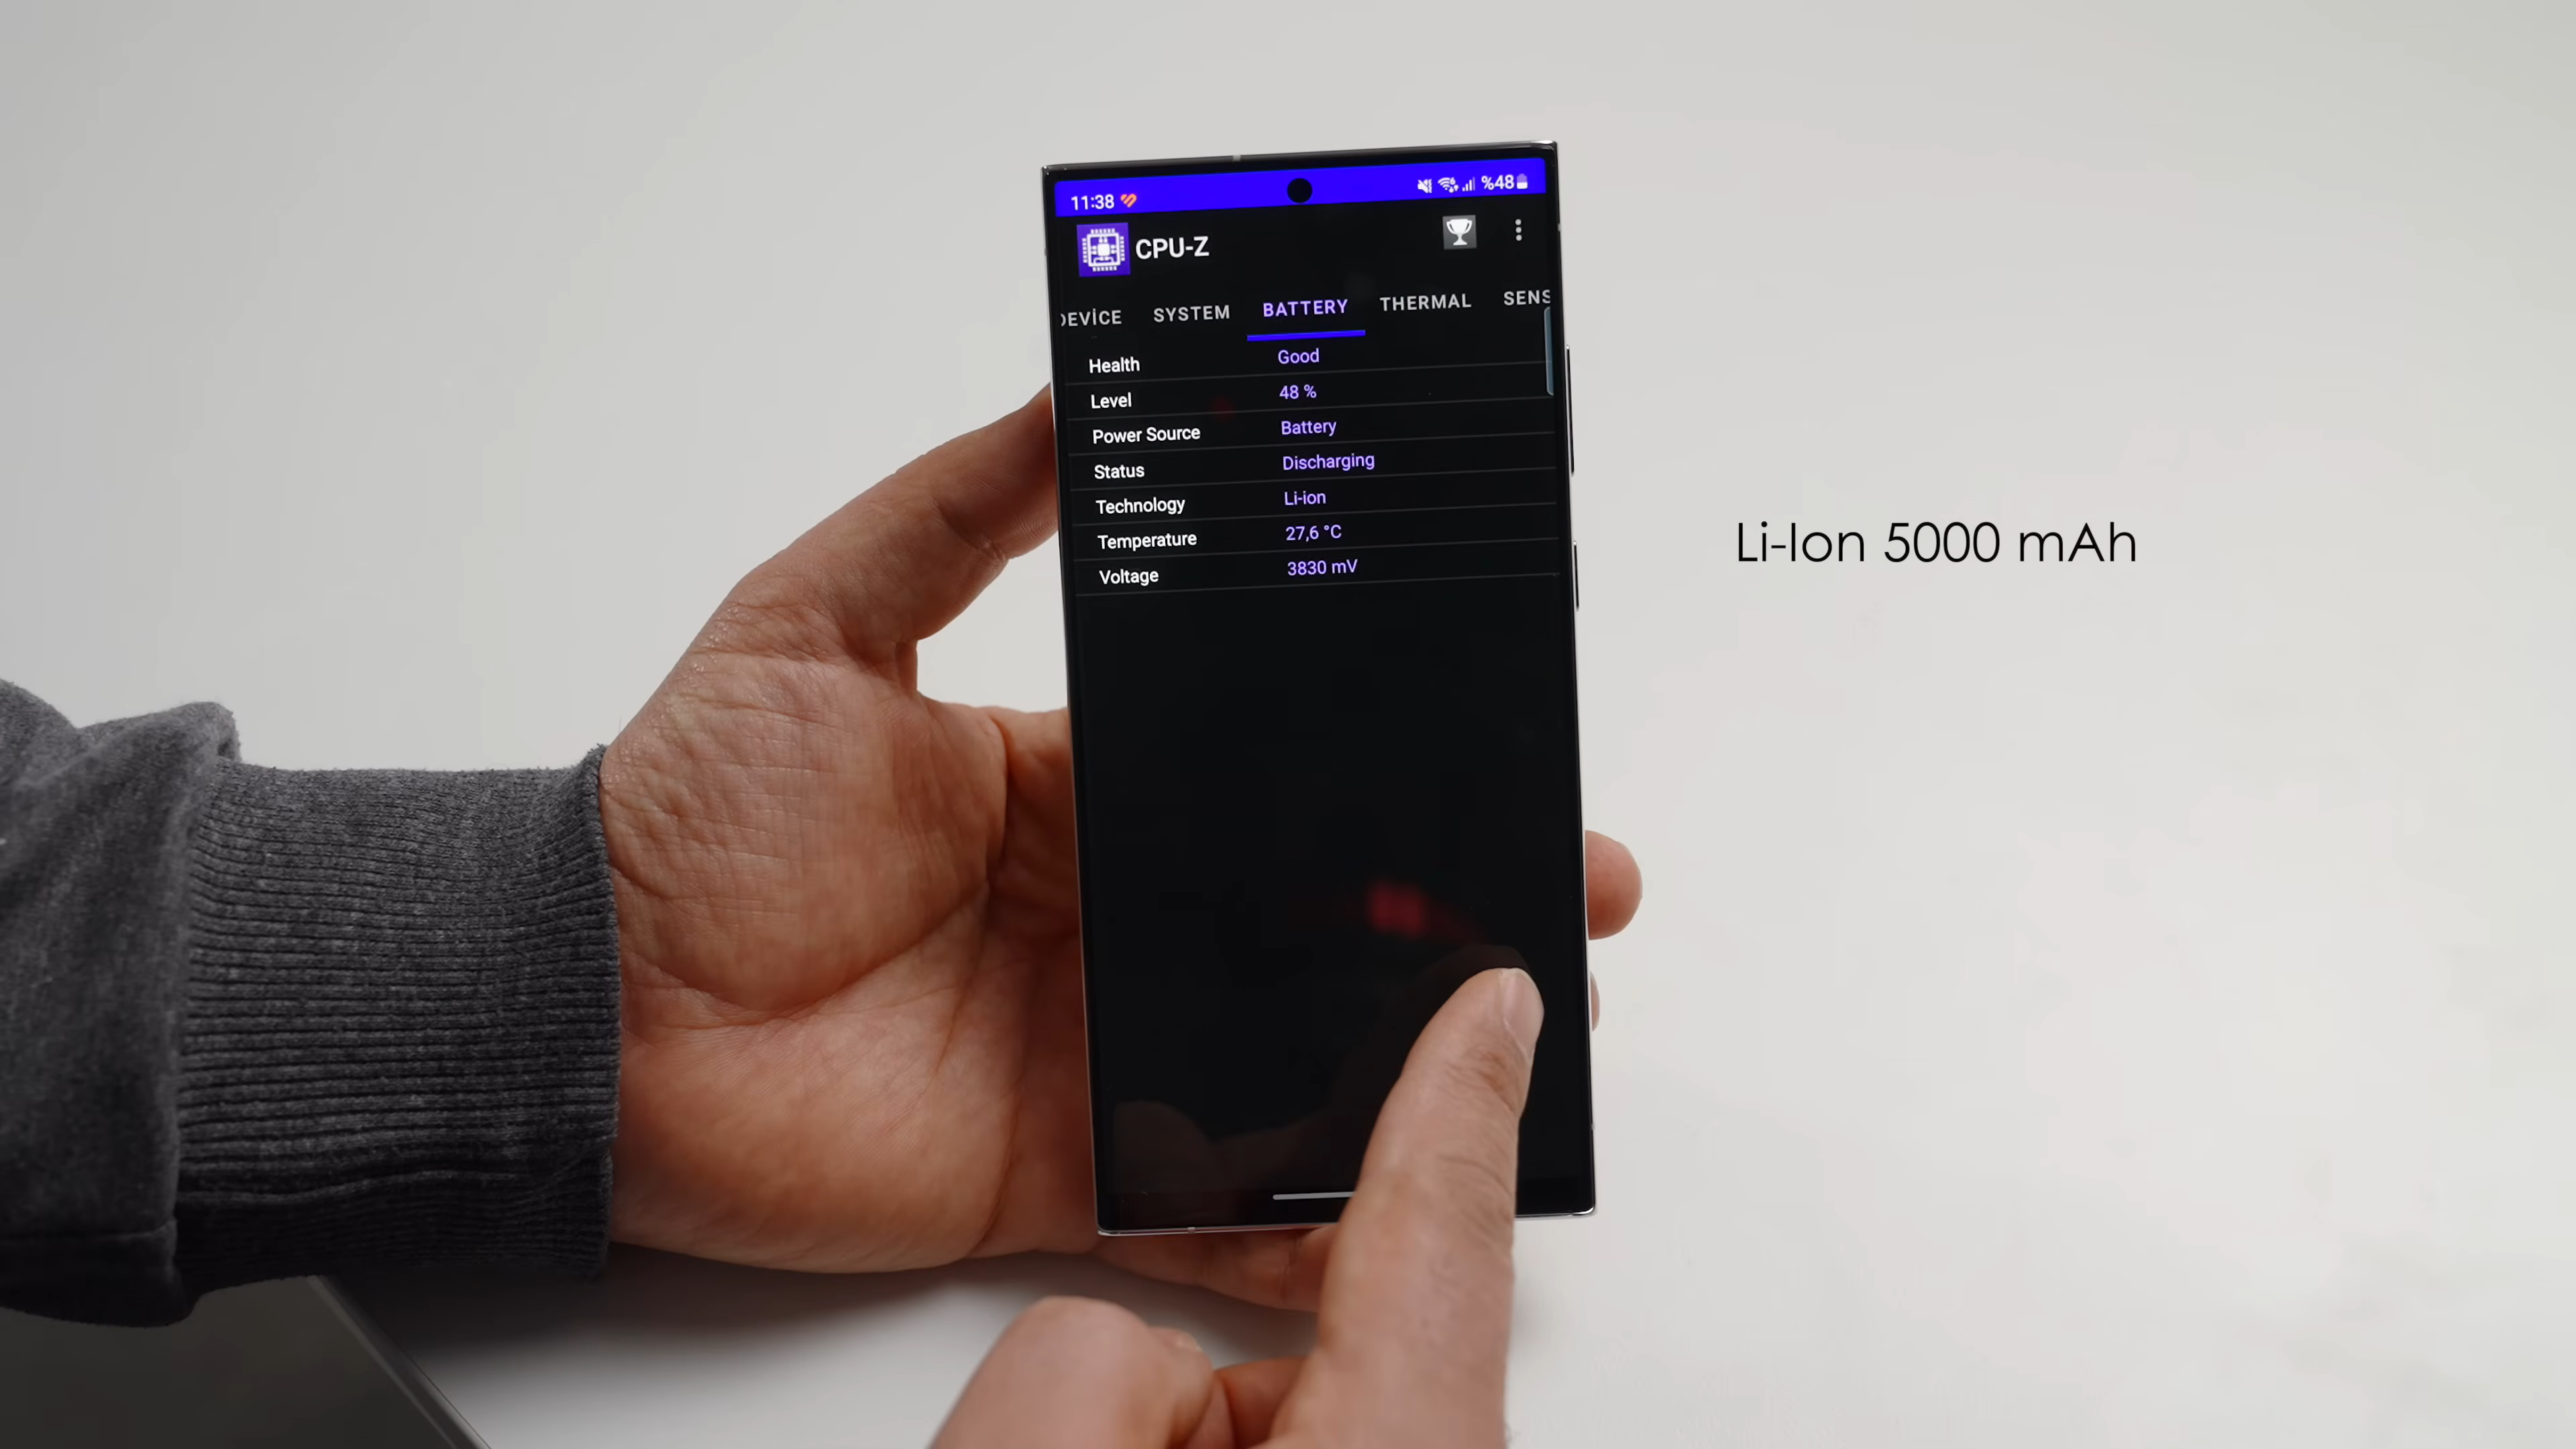 11:38 %48
CPU-Z
DEVİCE SYSTEM BATTERY THERMAL SENS
Health Good
Level 48 %
Power Source Battery
Status Discharging
Technology Li-ion
Temperature 27,6 °C
Voltage 3830 mV
Li-Ion 5000 mAh